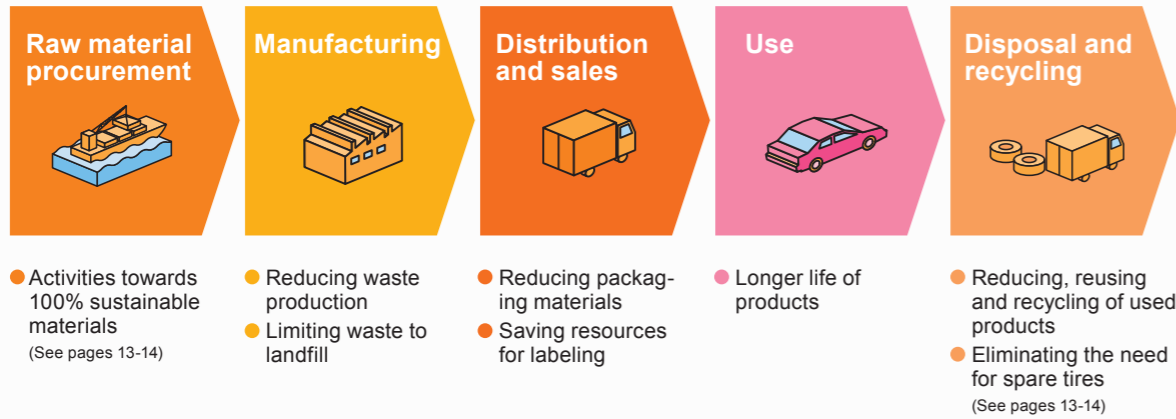 Raw material
procurement
Manufacturing
Distribution
and sales
Use
Disposal and
recycling
Activities towards
100% sustainable
materials
(See pages 13-14)
Reducing waste
production
Limiting waste to
landfill
Reducing packag-
ing materials
Saving resources
for labeling
Longer life of
products
Reducing, reusing
and recycling of used
products
Eliminating the need
for spare tires
(See pages 13-14)